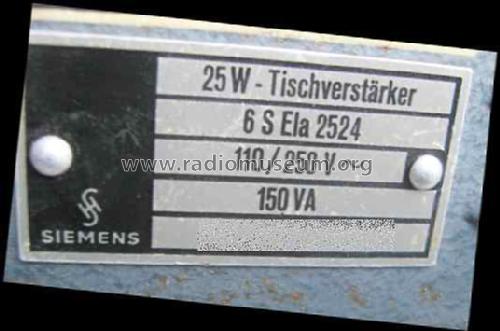 25 W - Tischverstärker
6 S Ela 2524
110 / 250 V ~
www.radiomuseum.org
150 VA
SIEMENS